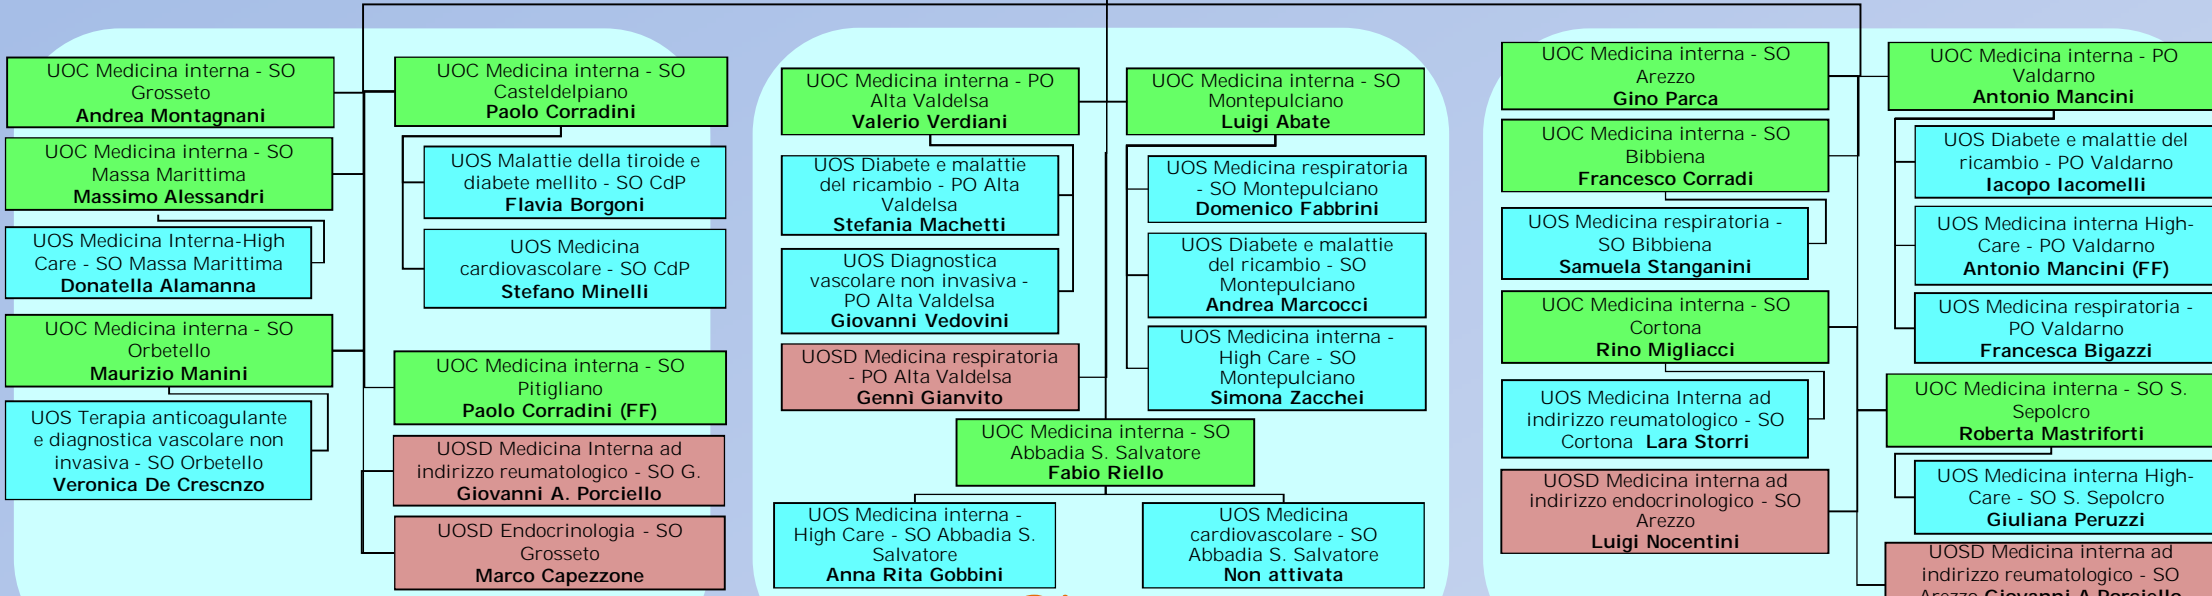 UOC Medicina interna - SO
Grosseto
Andrea Montagnani
UOC Medicina interna - SO
Massa Marittima
Massimo Alessandri
UOS Medicina Interna-High
Care - SO Massa Marittima
Donatella Alamanna
UOC Medicina interna - SO
Orbetello
Maurizio Manini
UOS Terapia anticoagulante
e diagnostica vascolare non
invasiva - SO Orbetello
Veronica De Crescnzo
UOC Medicina interna - SO
Casteldelpiano
Paolo Corradini
UOS Malattie della tiroide e
diabete mellito - SO CdP
Flavia Borgoni
UOS Medicina
cardiovascolare - SO CdP
Stefano Minelli
UOC Medicina interna - SO
Pitigliano
Paolo Corradini (FF)
UOSD Medicina Interna ad
indirizzo reumatologico - SO G.
Giovanni A. Porciello
UOSD Endocrinologia - SO
Grosseto
Marco Capezzone
UOC Medicina interna - PO
Alta Valdelsa
Valerio Verdiani
UOS Diabete e malattie
del ricambio - PO Alta
Valdelsa
Stefania Machetti
UOS Diagnostica
vascolare non invasiva -
PO Alta Valdelsa
Giovanni Vedovini
UOSD Medicina respiratoria
- PO Alta Valdelsa
Gennì Gianvito
UOC Medicina interna - SO
Montepulciano
Luigi Abate
UOS Medicina respiratoria
- SO Montepulciano
Domenico Fabbrini
UOS Diabete e malattie
del ricambio - SO
Montepulciano
Andrea Marcocci
UOS Medicina interna -
High Care - SO
Montepulciano
Simona Zacchei
UOC Medicina interna - SO
Abbadia S. Salvatore
Fabio Riello
UOS Medicina interna -
High Care - SO Abbadia S.
Salvatore
Anna Rita Gobbini
UOS Medicina
cardiovascolare - SO
Abbadia S. Salvatore
Non attivata
UOC Medicina interna - SO
Arezzo
Gino Parca
UOC Medicina interna - SO
Bibbiena
Francesco Corradi
UOS Medicina respiratoria -
SO Bibbiena
Samuela Stanganini
UOC Medicina interna - SO
Cortona
Rino Migliacci
UOS Medicina Interna ad
indirizzo reumatologico - SO
Cortona Lara Storri
UOSD Medicina interna ad
indirizzo endocrinologico - SO
Arezzo
Luigi Nocentini
UOC Medicina interna - PO
Valdarno
Antonio Mancini
UOS Diabete e malattie del
ricambio - PO Valdarno
Iacopo Iacomelli
UOS Medicina interna High-
Care - PO Valdarno
Antonio Mancini (FF)
UOS Medicina respiratoria -
PO Valdarno
Francesca Bigazzi
UOC Medicina interna - SO S.
Sepolcro
Roberta Mastriforti
UOS Medicina interna High-
Care - SO S. Sepolcro
Giuliana Peruzzi
UOSD Medicina interna ad
indirizzo reumatologico - SO
Arezzo Giovanni A Porciello